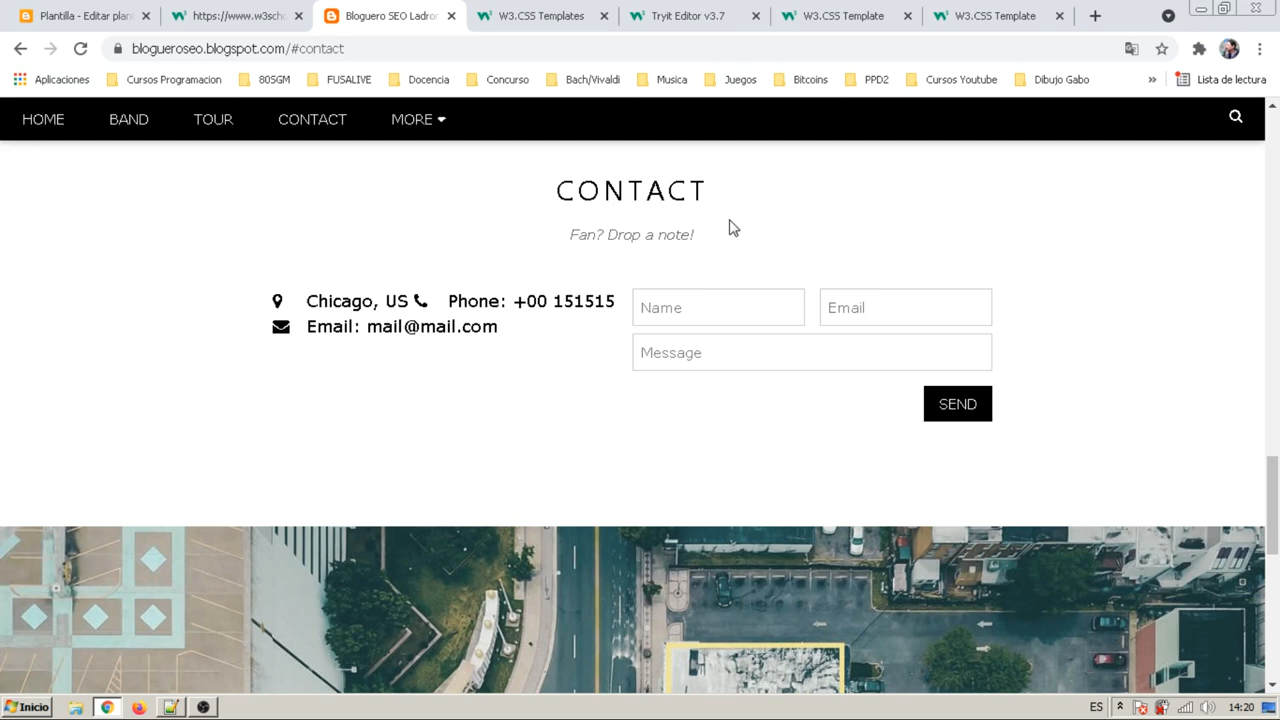 Plantilla - Editar plan
https://www.w3scho
Bloguero SEO Ladron
W3.CSS Templates
Tryit Editor v3.7
W3.CSS Template
W3.CSS Template
blogueroseo.blogspot.com/#contact
Aplicaciones
Cursos Programacion
80SGM
FUSALIVE
Docencia
Concurso
Bach/Vivaldi
Musica
Juegos
Bitcoins
PPD2
Cursos Youtube
Dibujo Gabo
»
Lista de lectura
HOME BAND TOUR CONTACT MORE
CONTACT
Fan? Drop a note!
Chicago, US Phone: +00 151515
Email: mail@mail.com
Name
Email
Message
SEND
Inicio
ES
14:20